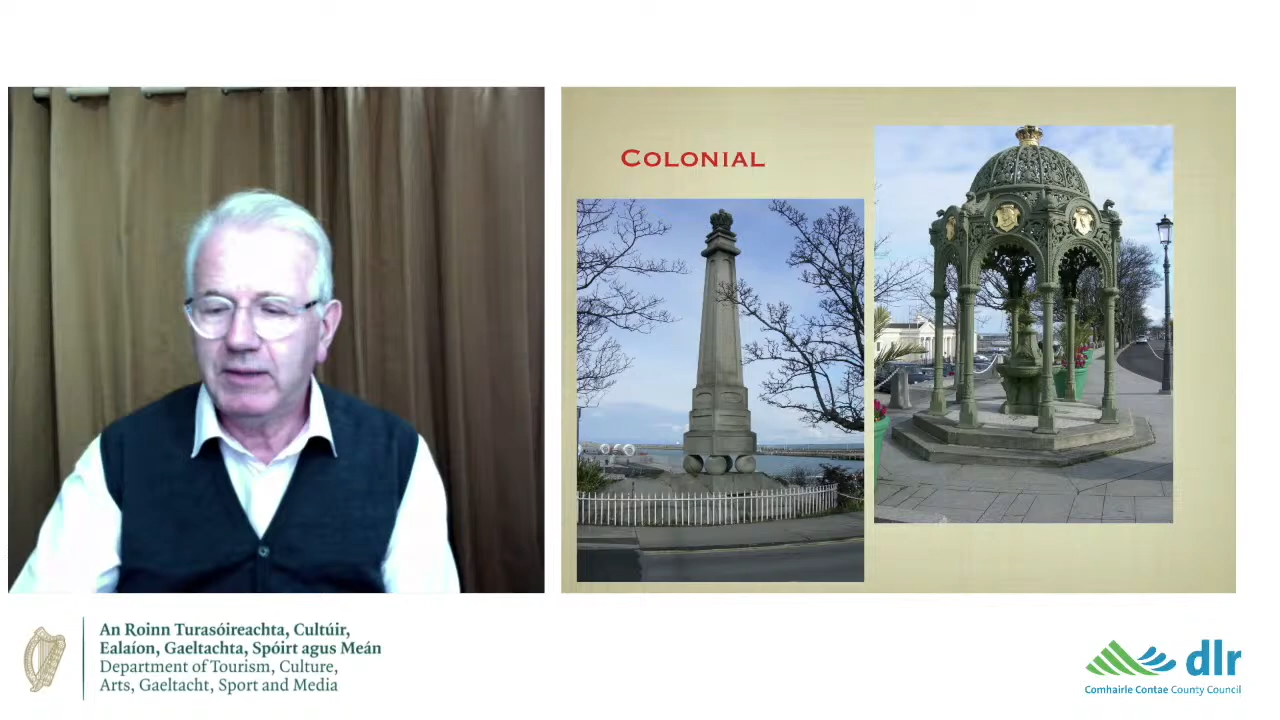 COLONIAL
An Roinn Turasóireachta, Cultúir,
Ealaíon, Gaeltachta, Spóirt agus Meán
Department of Tourism, Culture,
Arts, Gaeltacht, Sport and Media
dlr
Comhairle Contae County Council